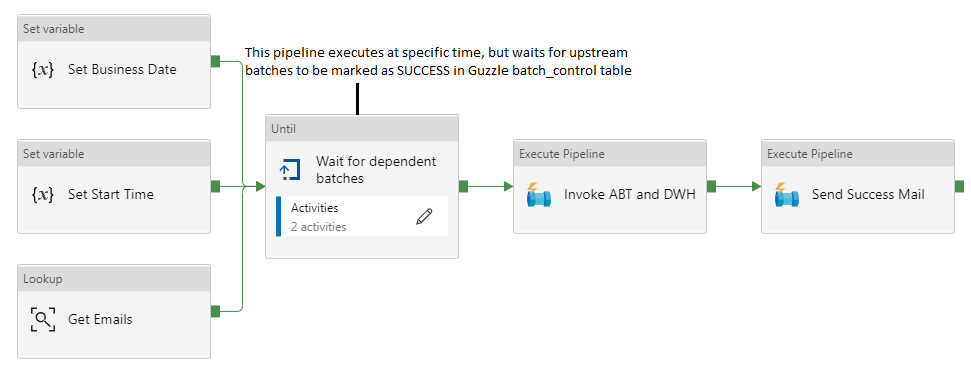 Set variable
{x} Set Business Date
This pipeline executes at specific time, but waits for upstream
batches to be marked as SUCCESS in Guzzle batch_control table
Set variable
{x} Set Start Time
Lookup
Get Emails
Until
Wait for dependent
batches
Activities
2 activities
Execute Pipeline
Invoke ABT and DWH
Execute Pipeline
Send Success Mail